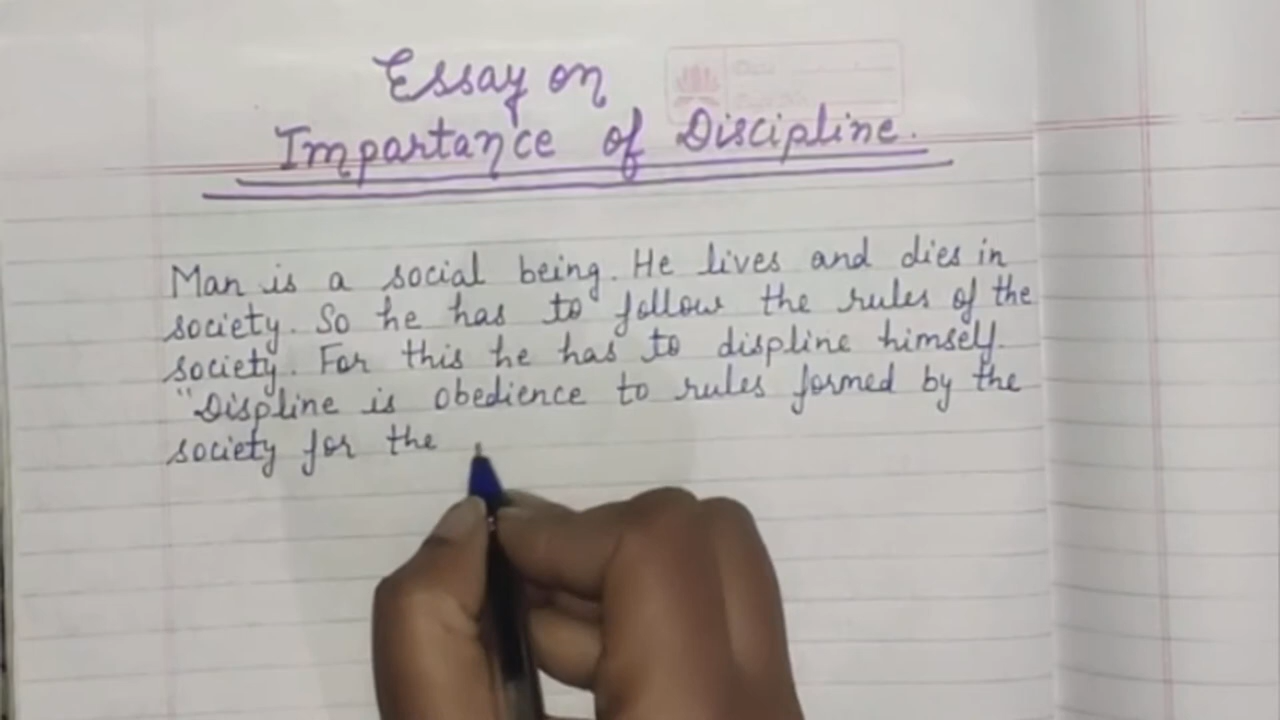 Essay on
Importance of Discipline.
Man is a social being. He lives and dies in
society. So he has to follow the rules of the
society. For this he has to displine himself.
"Displine is obedience to rules formed by the
society for the